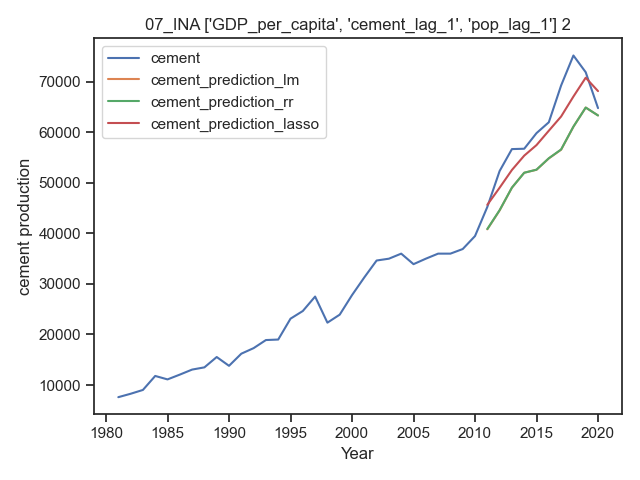 07_INA ['GDP_per_capita', 'cement_lag_1', 'pop_lag_1'] 2
cement
cement_prediction_lm
cement_prediction_rr
cement_prediction_lasso
cement production
70000
60000
50000
40000
30000
20000
10000
1980 1985 1990 1995 2000 2005 2010 2015 2020
Year